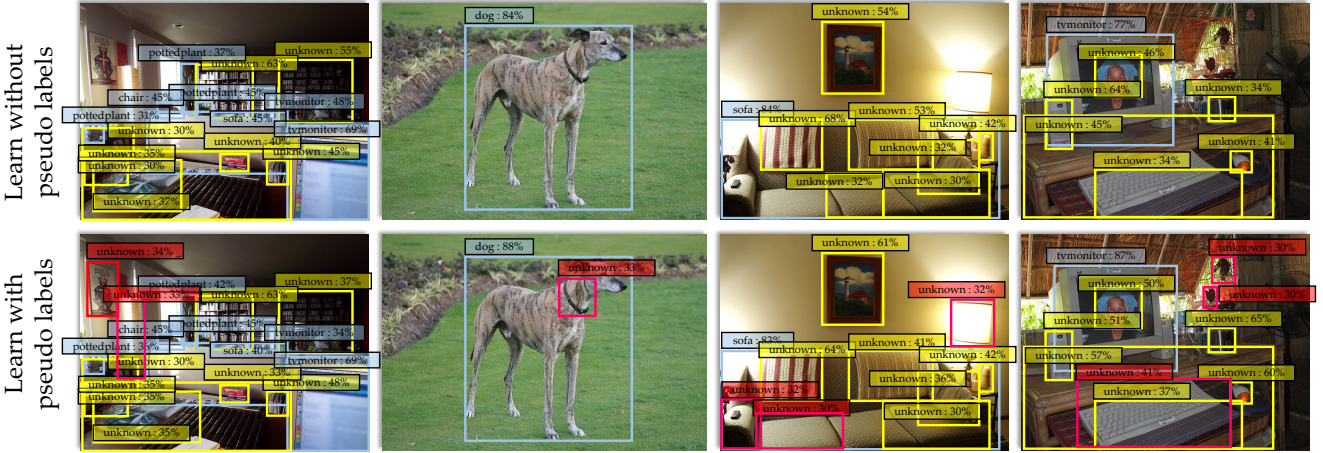 Learn without
pseudo labels
pottedplant : 37%
unknown : 55%
unknown : 63%
chair : 45%
pottedplant : 45%
tvmonitor : 48%
pottedplant : 31%
sofa : 45%
unknown : 30%
tvmonitor : 69%
unknown : 40%
unknown : 35%
unknown : 45%
unknown : 30%
unknown : 37%
dog : 84%
unknown : 54%
sofa : 84%
unknown : 53%
unknown : 68%
unknown : 42%
unknown : 32%
unknown : 32%
unknown : 30%
tvmonitor : 77%
unknown : 46%
unknown : 64%
unknown : 34%
unknown : 45%
unknown : 41%
unknown : 34%
Learn with
pseudo labels
unknown : 34%
pottedplant : 42%
unknown : 37%
unknown : 33%
unknown : 63%
chair : 45%
pottedplant : 45%
tvmonitor : 34%
pottedplant : 35%
sofa : 40%
unknown : 30%
tvmonitor : 69%
unknown : 33%
unknown : 35%
unknown : 48%
unknown : 35%
unknown : 35%
dog : 88%
unknown : 33%
unknown : 61%
unknown : 32%
sofa : 83%
unknown : 41%
unknown : 64%
unknown : 42%
unknown : 36%
unknown : 32%
unknown : 30%
unknown : 30%
tvmonitor : 87%
unknown : 30%
unknown : 50%
unknown : 30%
unknown : 51%
unknown : 65%
unknown : 57%
unknown : 41%
unknown : 60%
unknown : 37%